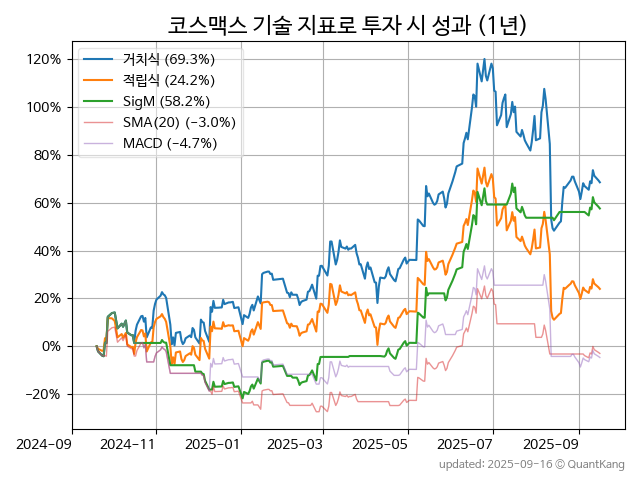 코스맥스 기술 지표로 투자 시 성과 (1년)
거치식 (69.3%)
적립식 (24.2%)
SigM (58.2%)
SMA(20) (−3.0%)
MACD (−4.7%)
120%
100%
80%
60%
40%
20%
0%
−20%
2024-09
2024-11
2025-01
2025-03
2025-05
2025-07
2025-09
updated: 2025-09-16 © QuantKang